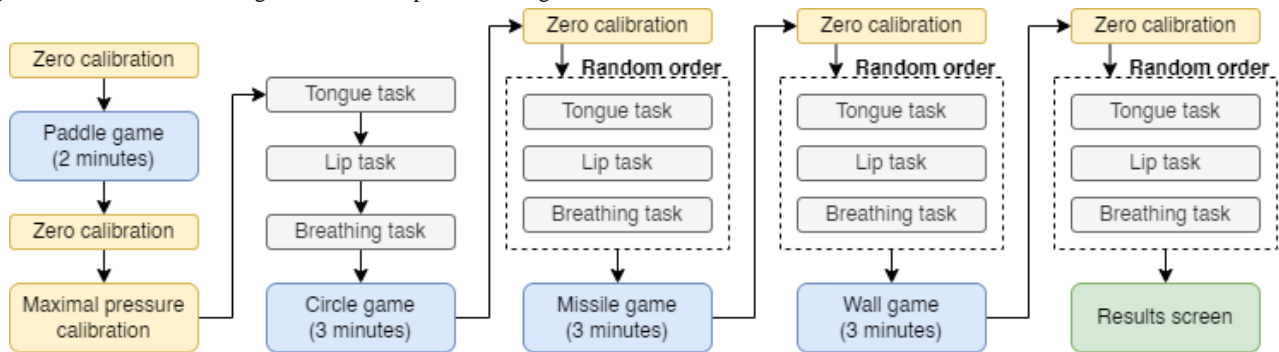 Zero calibration
Paddle game
(2 minutes)
Zero calibration
Maximal pressure
calibration
Tongue task
Lip task
Breathing task
Circle game
(3 minutes)
Zero calibration
Random order
Tongue task
Lip task
Breathing task
Missile game
(3 minutes)
Zero calibration
Random order
Tongue task
Lip task
Breathing task
Wall game
(3 minutes)
Zero calibration
Random order
Tongue task
Lip task
Breathing task
Results screen